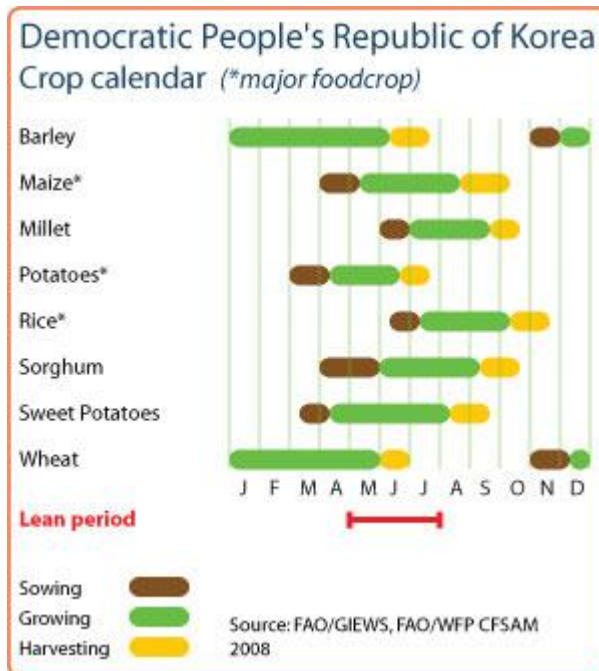 Democratic People's Republic of Korea
Crop calendar (*major foodcrop)
Barley
Maize*
Millet
Potatoes*
Rice*
Sorghum
Sweet Potatoes
Wheat
J F M A M J J A S O N D
Lean period
Sowing
Growing
Harvesting
Source: FAO/GIEWS, FAO/WFP CFSAM
2008